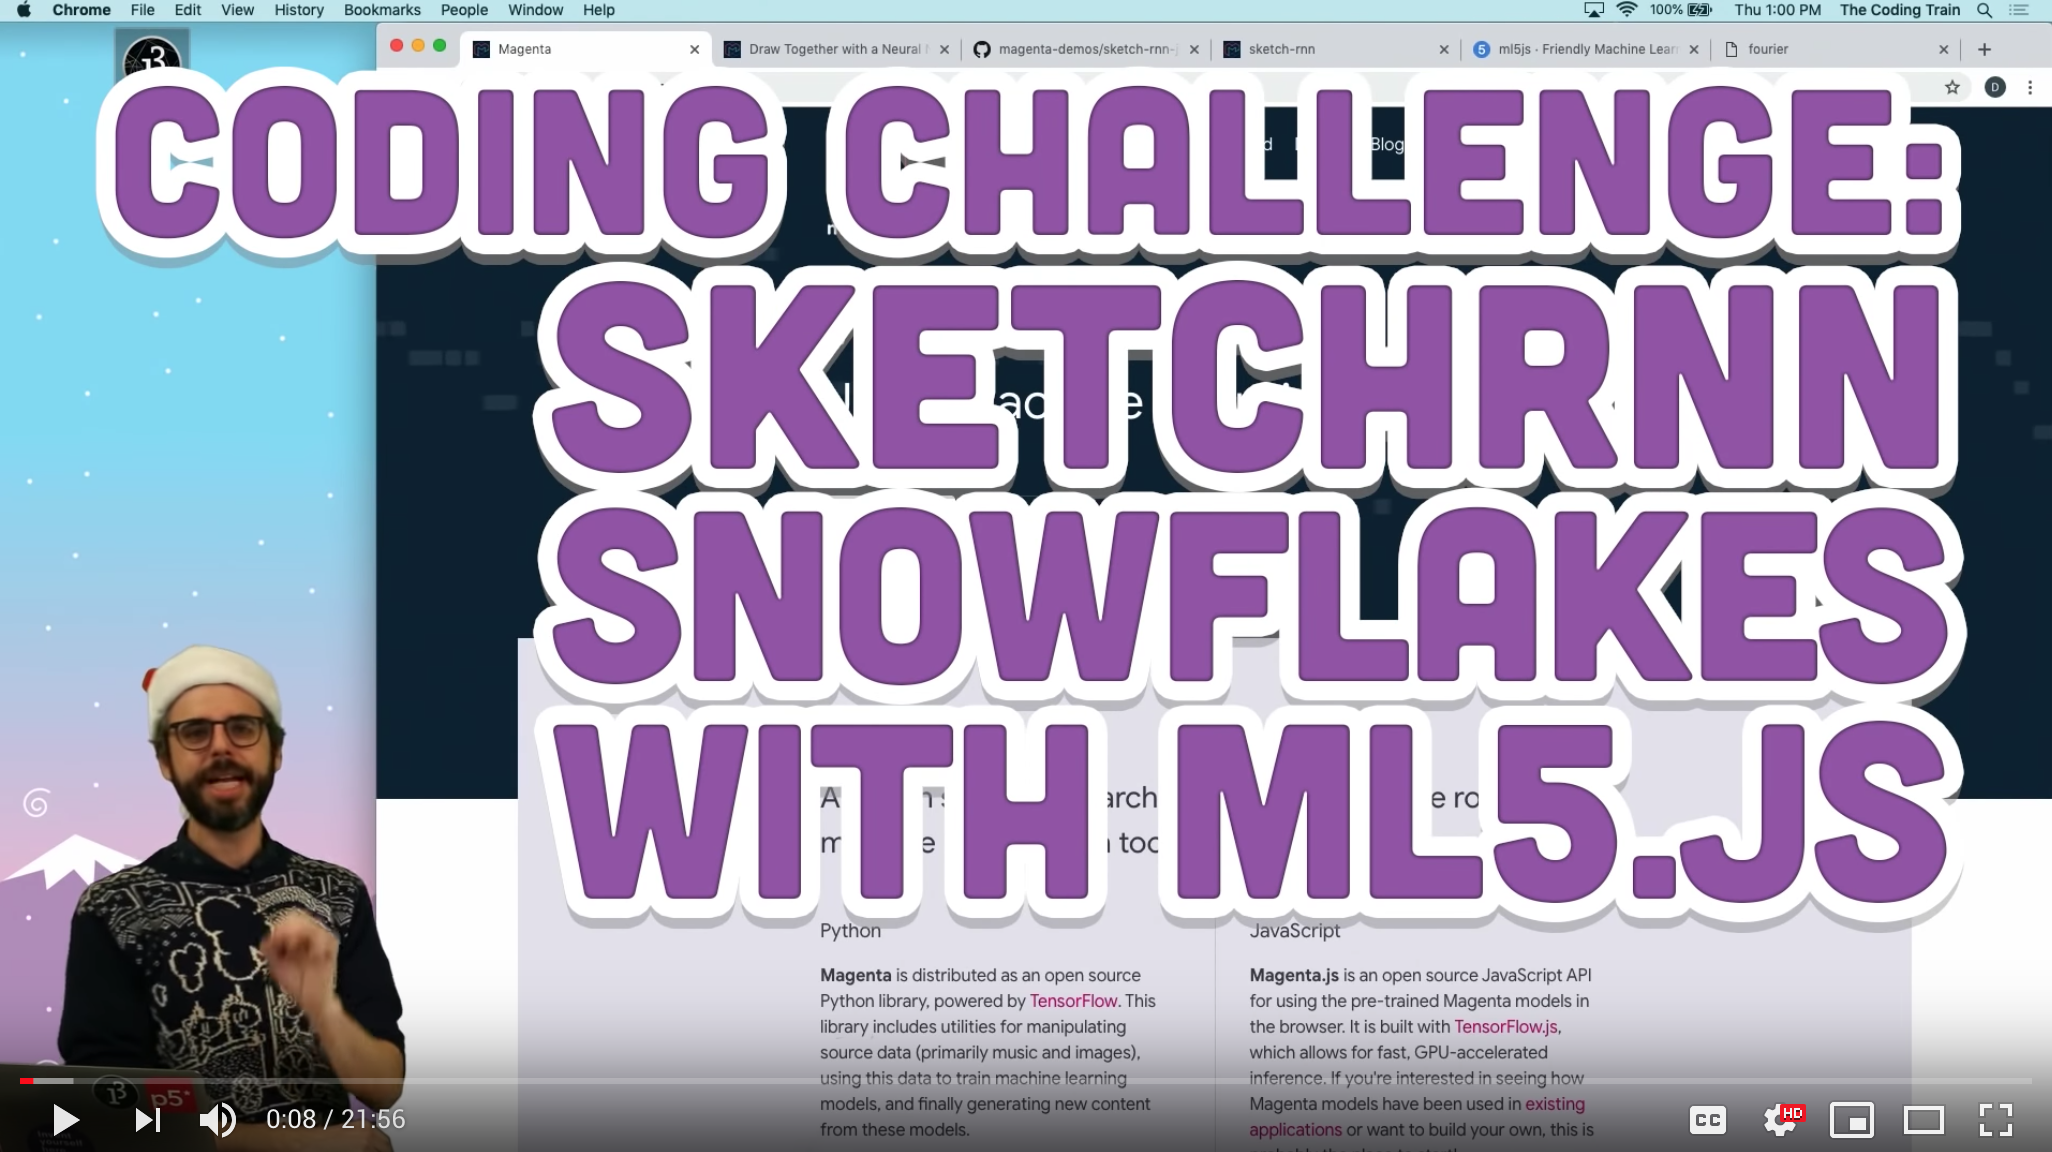 Chrome File Edit View History Bookmarks People Window Help 100% Thu 1:00 PM The Coding Train
Magenta
Draw Together with a Neural
magenta-demos/sketch-rnn-
sketch-rnn
ml5js · Friendly Machine Lear
fourier
D
Blog
CODING CHALLENGE:
SKETCHRNN
SNOWFLAKES
WITH ML5.JS
Python
Magenta is distributed as an open source
Python library, powered by TensorFlow. This
library includes utilities for manipulating
source data (primarily music and images),
using this data to train machine learning
models, and finally generating new content
from these models.
JavaScript
Magenta.js is an open source JavaScript API
for using the pre-trained Magenta models in
the browser. It is built with TensorFlow.js,
which allows for fast, GPU-accelerated
inference. If you're interested in seeing how
Magenta models have been used in existing
applications or want to build your own, this is
p5*
0:08 / 21:56
CC
HD